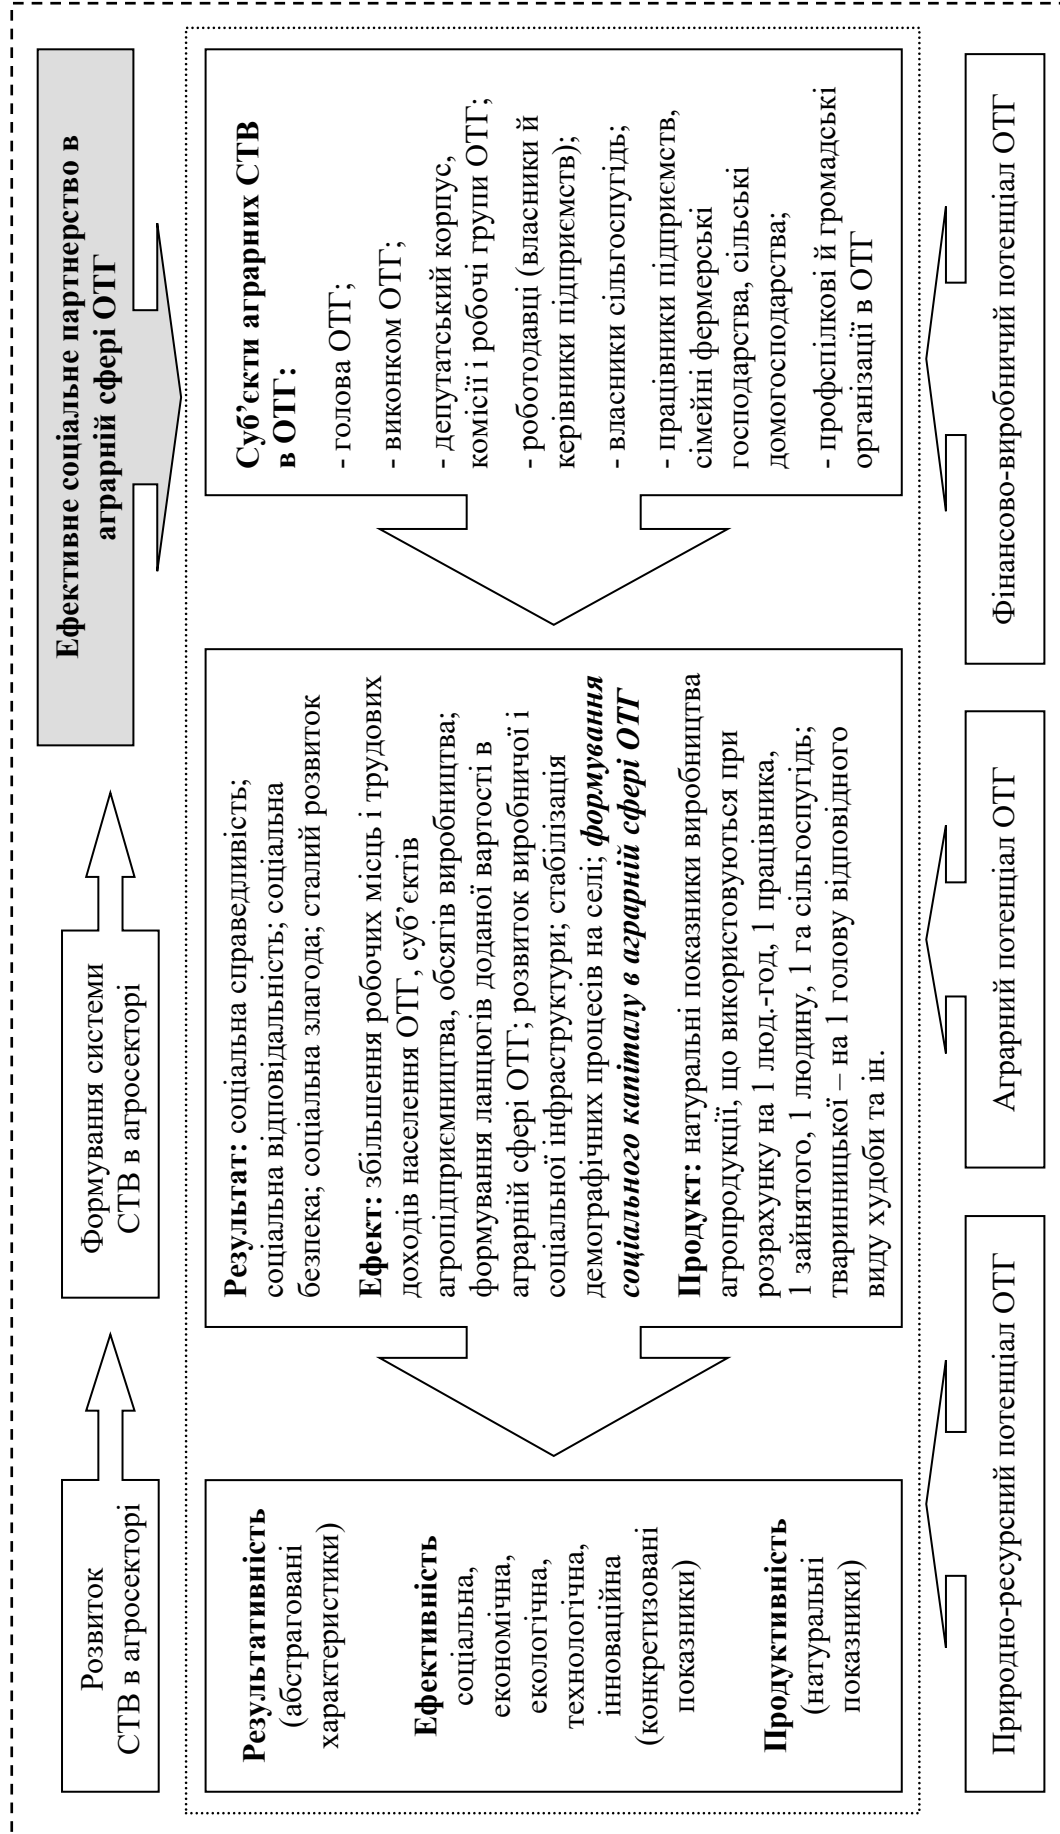 Розвиток
СТВ в агросекторі
Формування системи
СТВ в агросекторі
Ефективне соціальне партнерство в
аграрній сфері ОТГ
Результативність
(абстраговані
характеристики)
Ефективність
соціальна,
економічна,
екологічна,
технологічна,
інноваційна
(конкретизовані
показники)
Продуктивність
(натуральні
показники)
Результат: соціальна справедливість;
соціальна відповідальність; соціальна
безпека; соціальна злагода; сталий розвиток
Ефект: збільшення робочих місць і трудових
доходів населення ОТГ, суб’єктів
агропідприємництва, обсягів виробництва;
формування ланцюгів доданої вартості в
аграрній сфері ОТГ; розвиток виробничої і
соціальної інфраструктури; стабілізація
демографічних процесів на селі; формування
соціального капіталу в аграрній сфері ОТГ
Продукт: натуральні показники виробництва
агропродукції, що використовуються при
розрахунку на 1 люд.-год, 1 працівника,
1 зайнятого, 1 людину, 1 га сільгоспугідь;
тваринницької – на 1 голову відповідного
виду худоби та ін.
Суб’єкти аграрних СТВ
в ОТГ:
- голова ОТГ;
- виконком ОТГ;
- депутатський корпус,
комісії і робочі групи ОТГ;
- роботодавці (власники й
керівники підприємств);
- власники сільгоспугідь;
- працівники підприємств,
сімейні фермерські
господарства, сільські
домогосподарства;
- профспілкові й громадські
організації в ОТГ
Природно-ресурсний потенціал ОТГ
Аграрний потенціал ОТГ
Фінансово-виробничий потенціал ОТГ